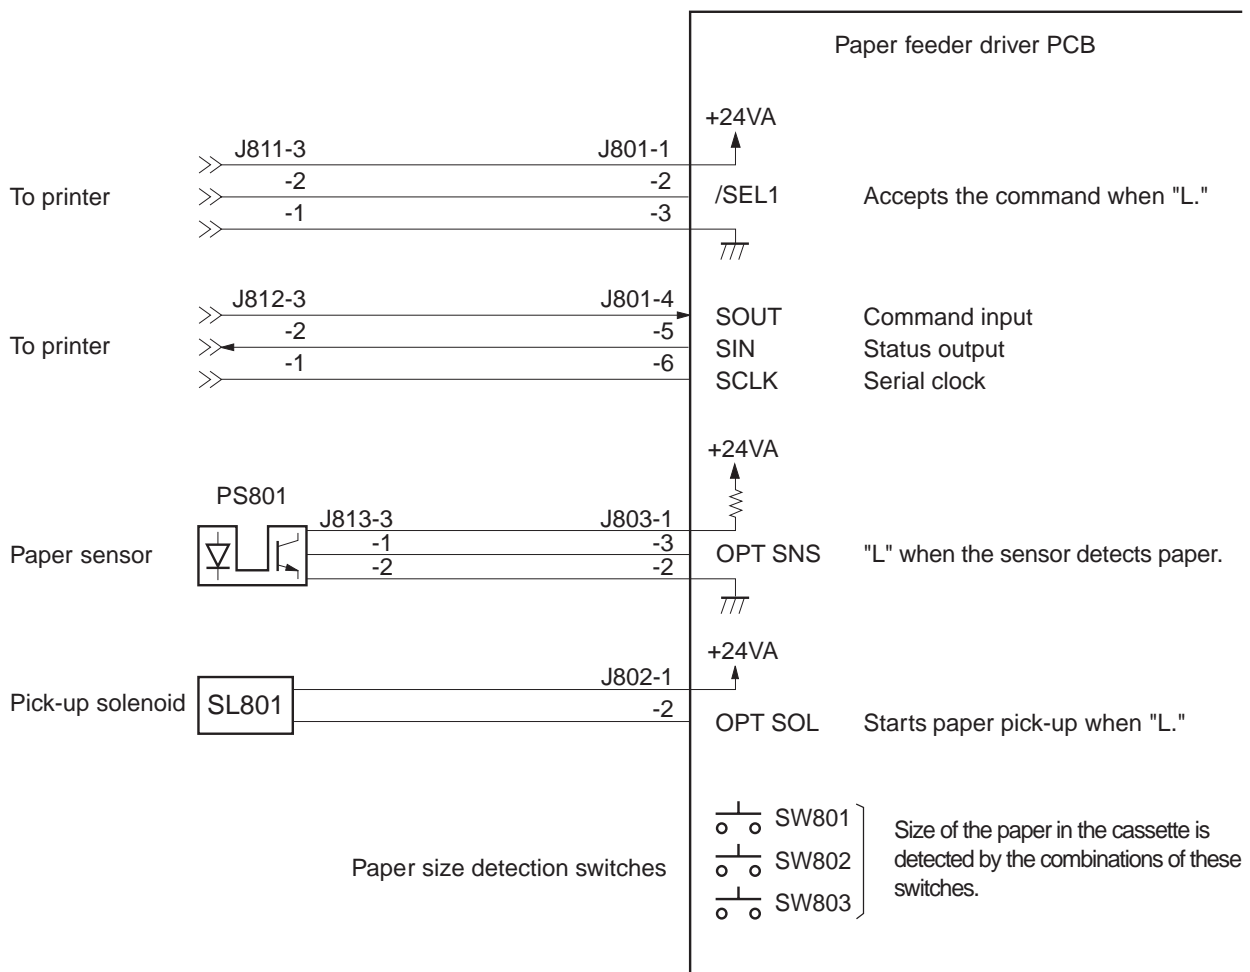 Paper feeder driver PCB
+24VA
J811-3 J801-1
-2 -2
To printer /SEL1 Accepts the command when "L."
-1 -3
J812-3 J801-4
SOUT Command input
-2 -5
To printer SIN Status output
-1 -6
SCLK Serial clock
+24VA
PS801
J813-3 J803-1
-1 -3
Paper sensor OPT SNS "L" when the sensor detects paper.
-2 -2
+24VA
J802-1
Pick-up solenoid SL801 -2
OPT SOL Starts paper pick-up when "L."
SW801
Size of the paper in the cassette is
Paper size detection switches SW802 detected by the combinations of these
switches.
SW803